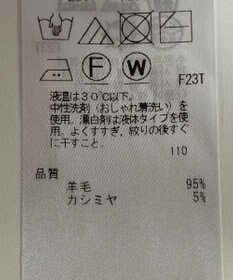 F
W
F23T
液温は30℃以下。
中性洗剤(おしゃれ着洗い)を
使用。漂白剤は液体タイプを使
用。よくすすぎ、絞りの後すぐ
に干すこと。
110
品質
羊毛 95%
カシミヤ 5%